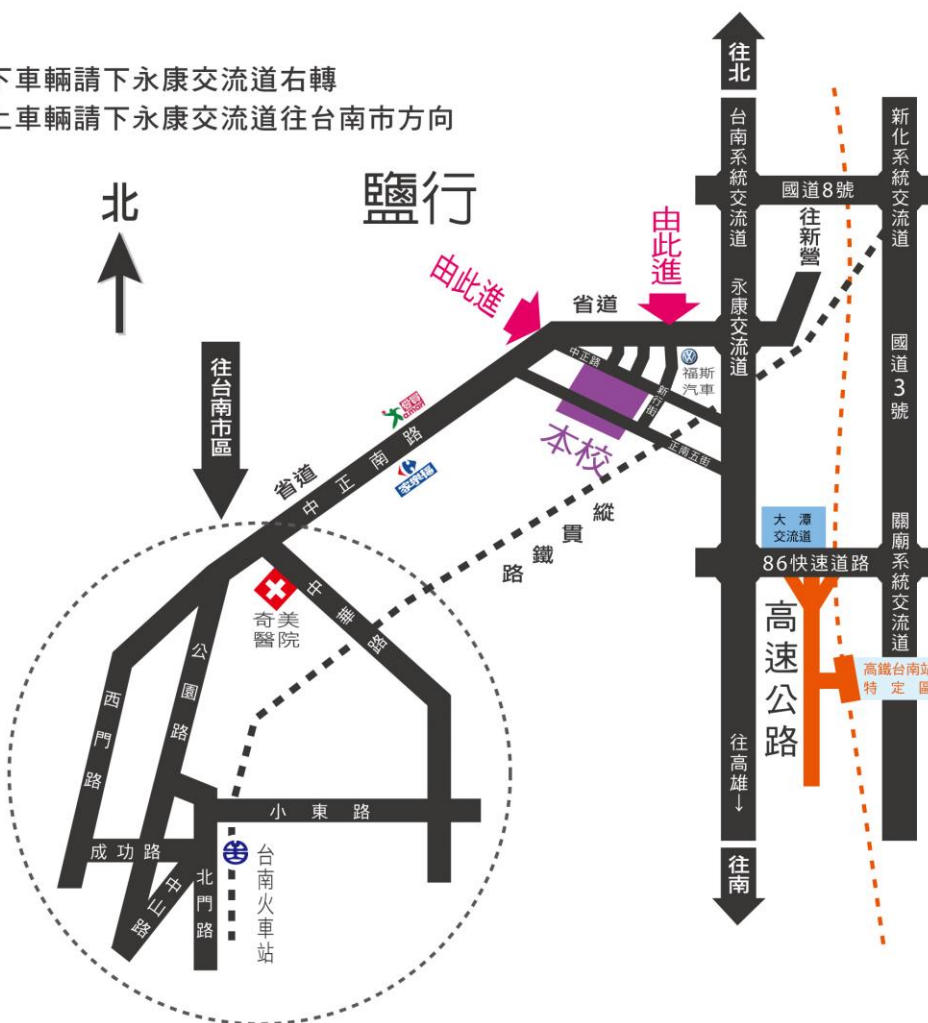 下車輛請下永康交流道右轉
上車輛請下永康交流道往台南市方向
北
鹽行
往北
台南系統交流道
新化系統交流道
國道8號
由此進
由此進
往新營
省道
永康交流道
國道3號
中正路
福斯
汽車
新行街
本校
正南五街
往台南市區
愛買
a.mart
家樂福
省道
中正南路
縱貫鐵路
大潭
交流道
86快速道路
關廟系統交流道
高速公路
高鐵台南站
特定區
奇美
醫院
中華路
公園路
西門路
往高雄↓
小東路
成功路
中山路
北門路
台南火車站
往南